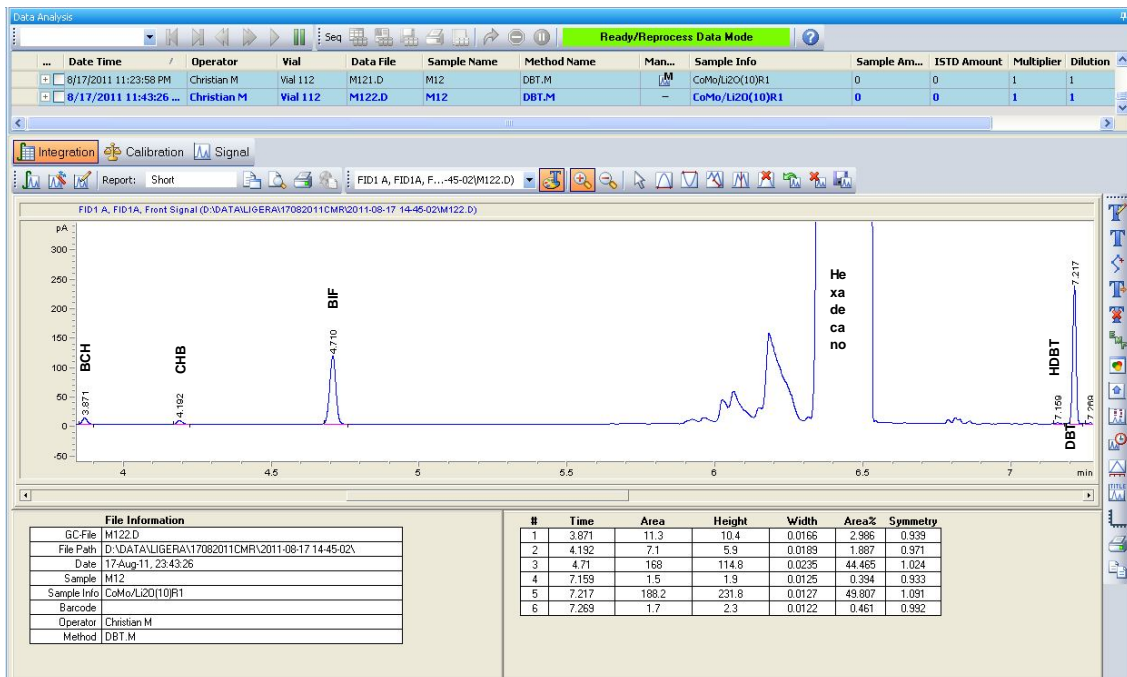 Data Analysis
Seq
Ready/Reprocess Data Mode
... Date Time / Operator Vial Data File Sample Name Method Name Man... Sample Info Sample Am... ISTD Amount Multiplier Dilution
8/17/2011 11:23:58 PM Christian M Vial 112 M121.D M12 DBT.M M CoMo/Li2O(10)R1 0 0 1 1
8/17/2011 11:43:26 ... Christian M Vial 112 M122.D M12 DBT.M - CoMo/Li2O(10)R1 0 0 1 1
Integration Calibration Signal
Report: Short FID1 A, FID1A, F...-45-02\M122.D)
FID1 A, FID1A, Front Signal (D:\DATA\LIGERA\17082011CMR\2011-08-17 14-45-02\M122.D)
pA
300
250
200
150
100
50
0
-50
BCH
3.871
CHB
4.192
BIF
4.710
He
xa
de
ca
no
HDBT
7.159
7.217
DBT
7.269
4 4.5 5 5.5 6 6.5 7 min
TITLE
File Information
GC-File M122.D
File Path D:\DATA\LIGERA\17082011CMR\2011-08-17 14-45-02\
Date 17-Aug-11, 23:43:26
Sample M12
Sample Info CoMo/Li2O(10)R1
Barcode
Operator Christian M
Method DBT.M
# Time Area Height Width Area% Symmetry
1 3.871 11.3 10.4 0.0166 2.986 0.939
2 4.192 7.1 5.9 0.0189 1.887 0.971
3 4.71 168 114.8 0.0235 44.465 1.024
4 7.159 1.5 1.9 0.0125 0.394 0.933
5 7.217 188.2 231.8 0.0127 49.807 1.091
6 7.269 1.7 2.3 0.0122 0.461 0.992